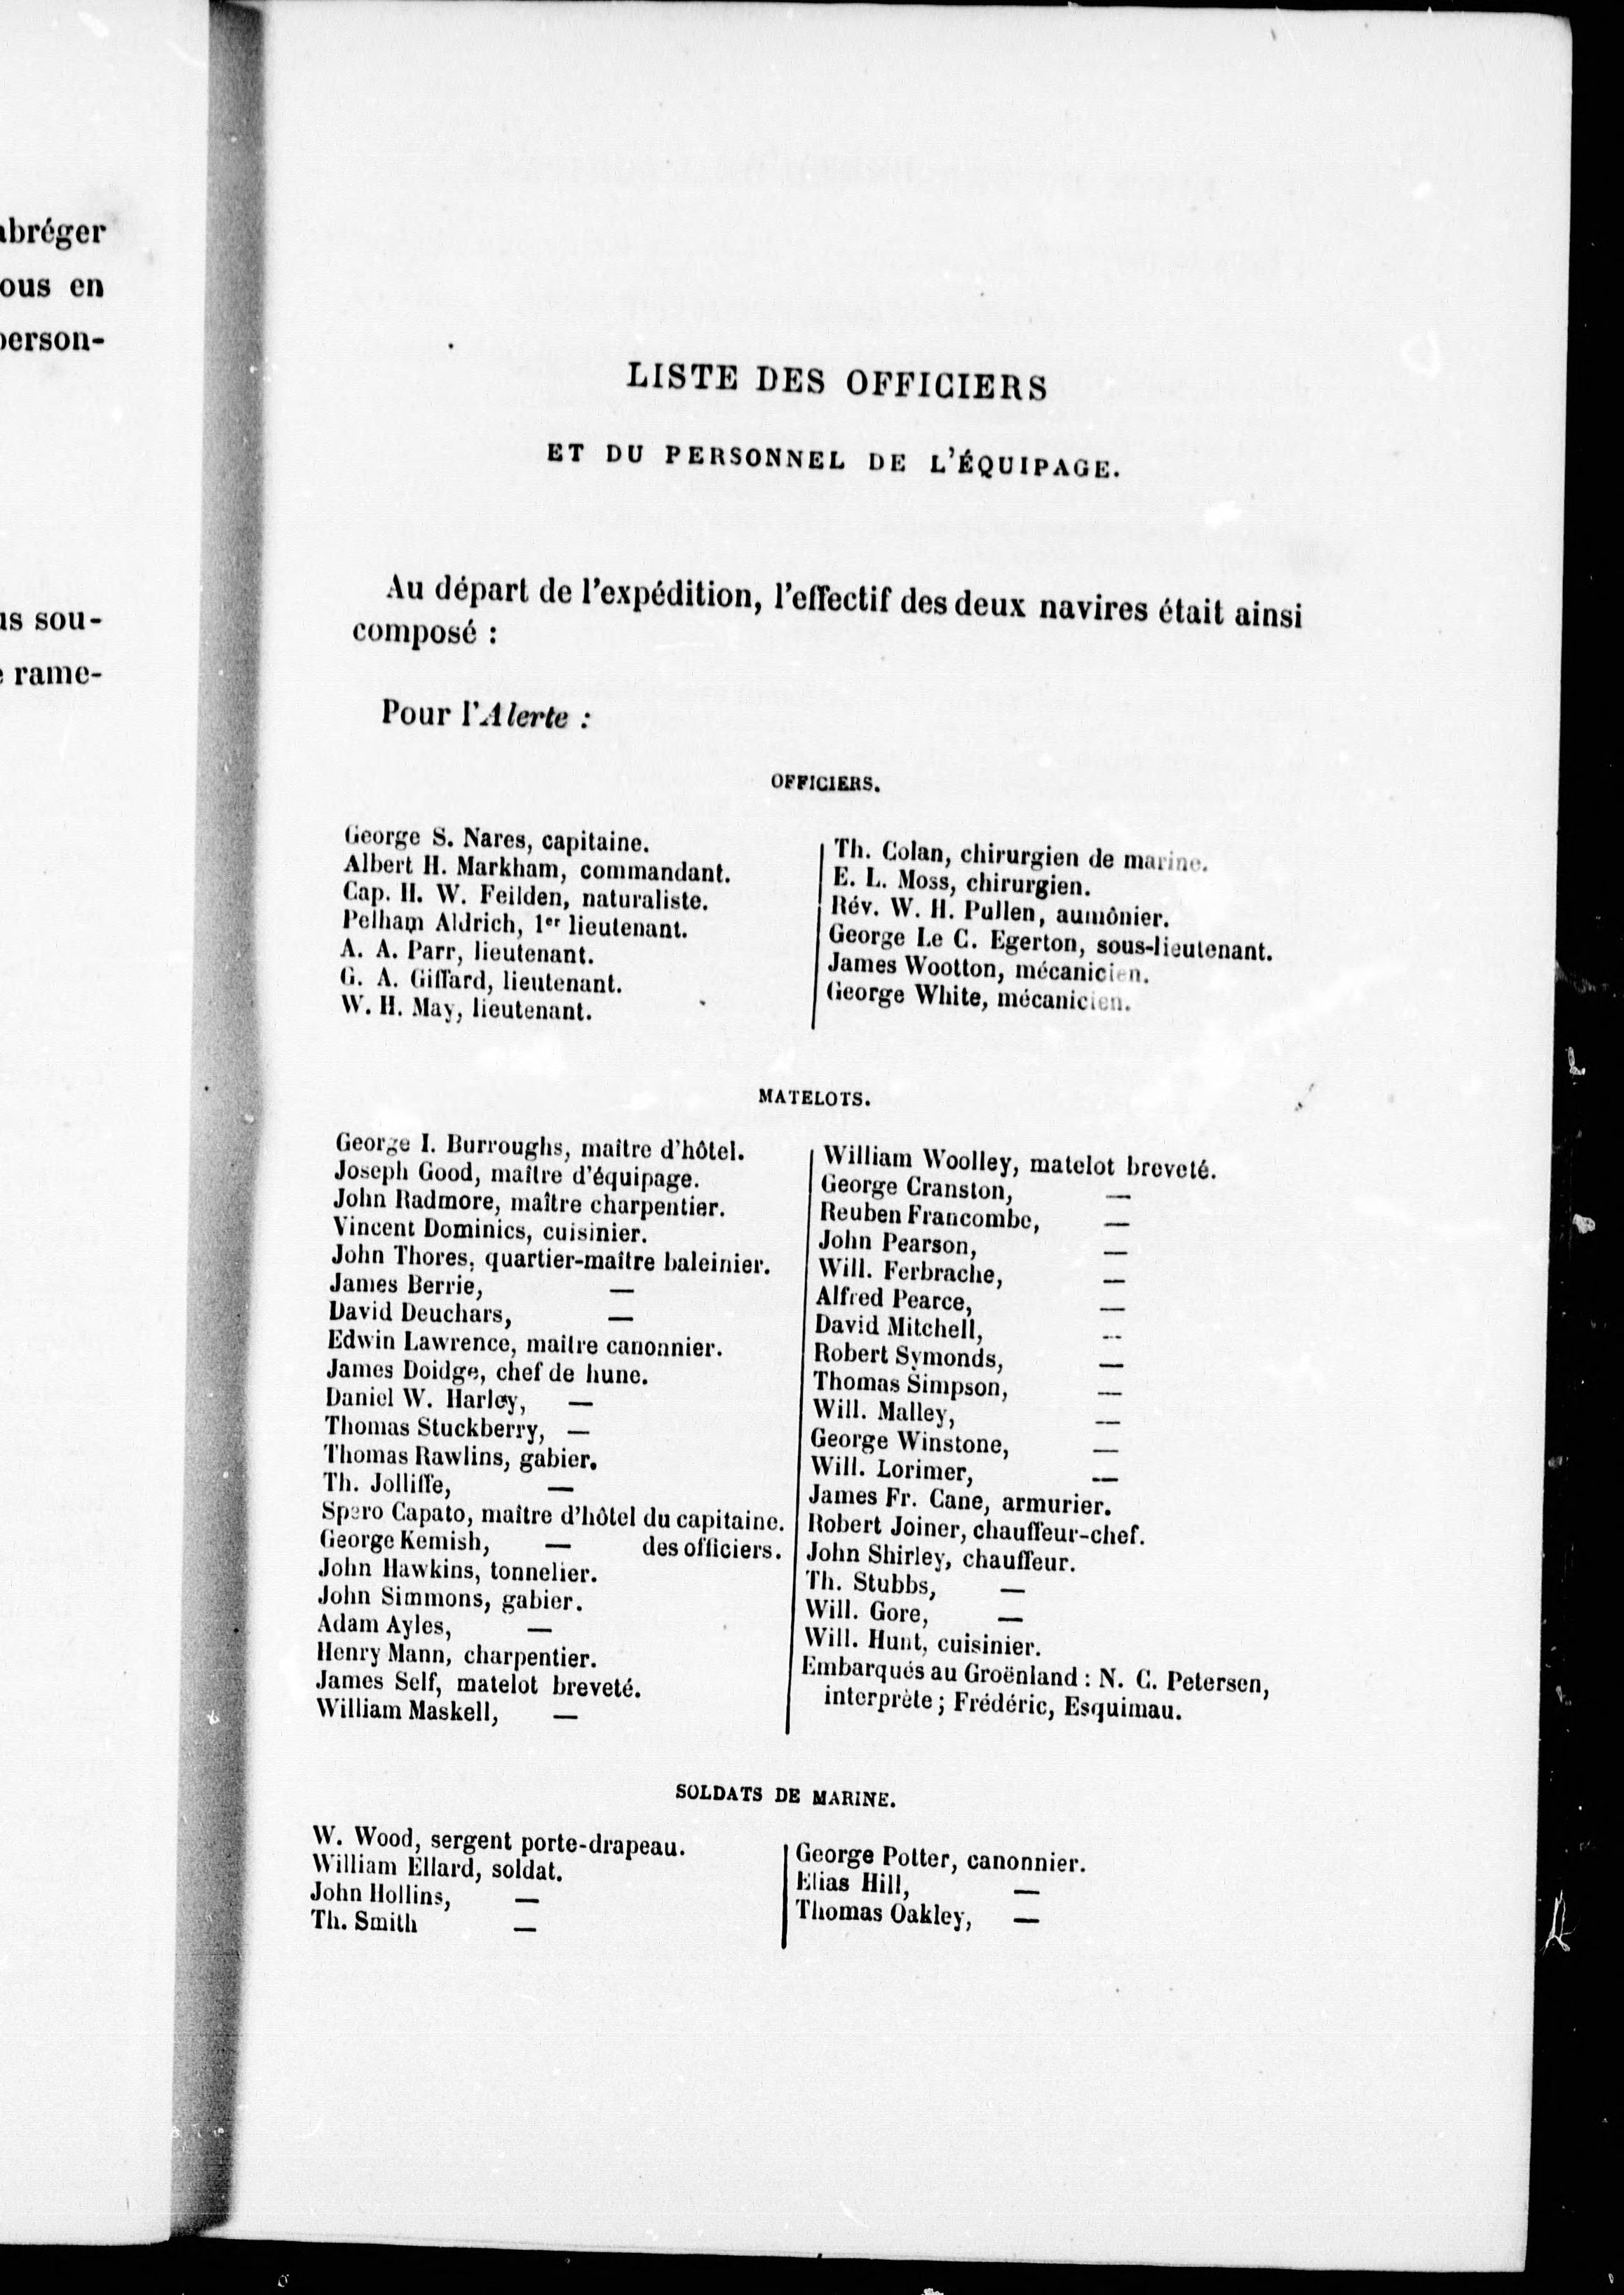 abréger
ous en
person-
us sou-
rame-
LISTE DES OFFICIERS
ET DU PERSONNEL DE L'ÉQUIPAGE.
Au départ de l'expédition, l'effectif des deux navires était ainsi
composé :
Pour l'Alerte :
OFFICIERS.
George S. Nares, capitaine.
Albert H. Markham, commandant.
Cap. H. W. Feilden, naturaliste.
Pelham Aldrich, 1er lieutenant.
A. A. Parr, lieutenant.
G. A. Giffard, lieutenant.
W. H. May, lieutenant.
Th. Colan, chirurgien de marine.
E. L. Moss, chirurgien.
Rév. W. H. Pullen, aumônier.
George Le C. Egerton, sous-lieutenant.
James Wootton, mécanicien.
George White, mécanicien.
MATELOTS.
George I. Burroughs, maître d'hôtel.
Joseph Good, maître d'équipage.
John Radmore, maître charpentier.
Vincent Dominics, cuisinier.
John Thores, quartier-maître baleinier.
James Berrie, —
David Deuchars, —
Edwin Lawrence, maître canonnier.
James Doidge, chef de hune.
Daniel W. Harley, —
Thomas Stuckberry, —
Thomas Rawlins, gabier.
Th. Jolliffe, —
Spero Capato, maître d'hôtel du capitaine.
George Kemish, — des officiers.
John Hawkins, tonnelier.
John Simmons, gabier.
Adam Ayles, —
Henry Mann, charpentier.
James Self, matelot breveté.
William Maskell, —
William Woolley, matelot breveté.
George Cranston, —
Reuben Francombe, —
John Pearson, —
Will. Ferbrache, —
Alfred Pearce, —
David Mitchell, —
Robert Symonds, —
Thomas Simpson, —
Will. Malley, —
George Winstone, —
Will. Lorimer, —
James Fr. Cane, armurier.
Robert Joiner, chauffeur-chef.
John Shirley, chauffeur.
Th. Stubbs, —
Will. Gore, —
Will. Hunt, cuisinier.
Embarqués au Groënland : N. C. Petersen,
interprète ; Frédéric, Esquimau.
SOLDATS DE MARINE.
W. Wood, sergent porte-drapeau.
William Ellard, soldat.
John Hollins, —
Th. Smith —
George Potter, canonnier.
Elias Hill, —
Thomas Oakley, —